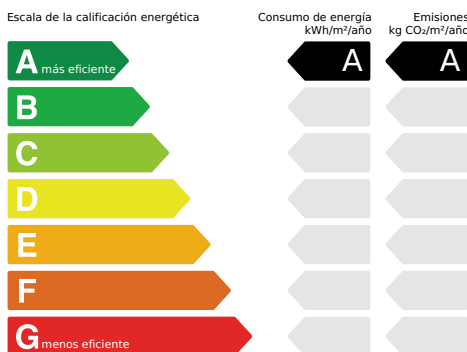 Escala de la calificación energética
Consumo de energía
kWh/m²/año
Emisiones
kg CO₂/m²/año
A más eficiente
A
A
B
C
D
E
F
G menos eficiente